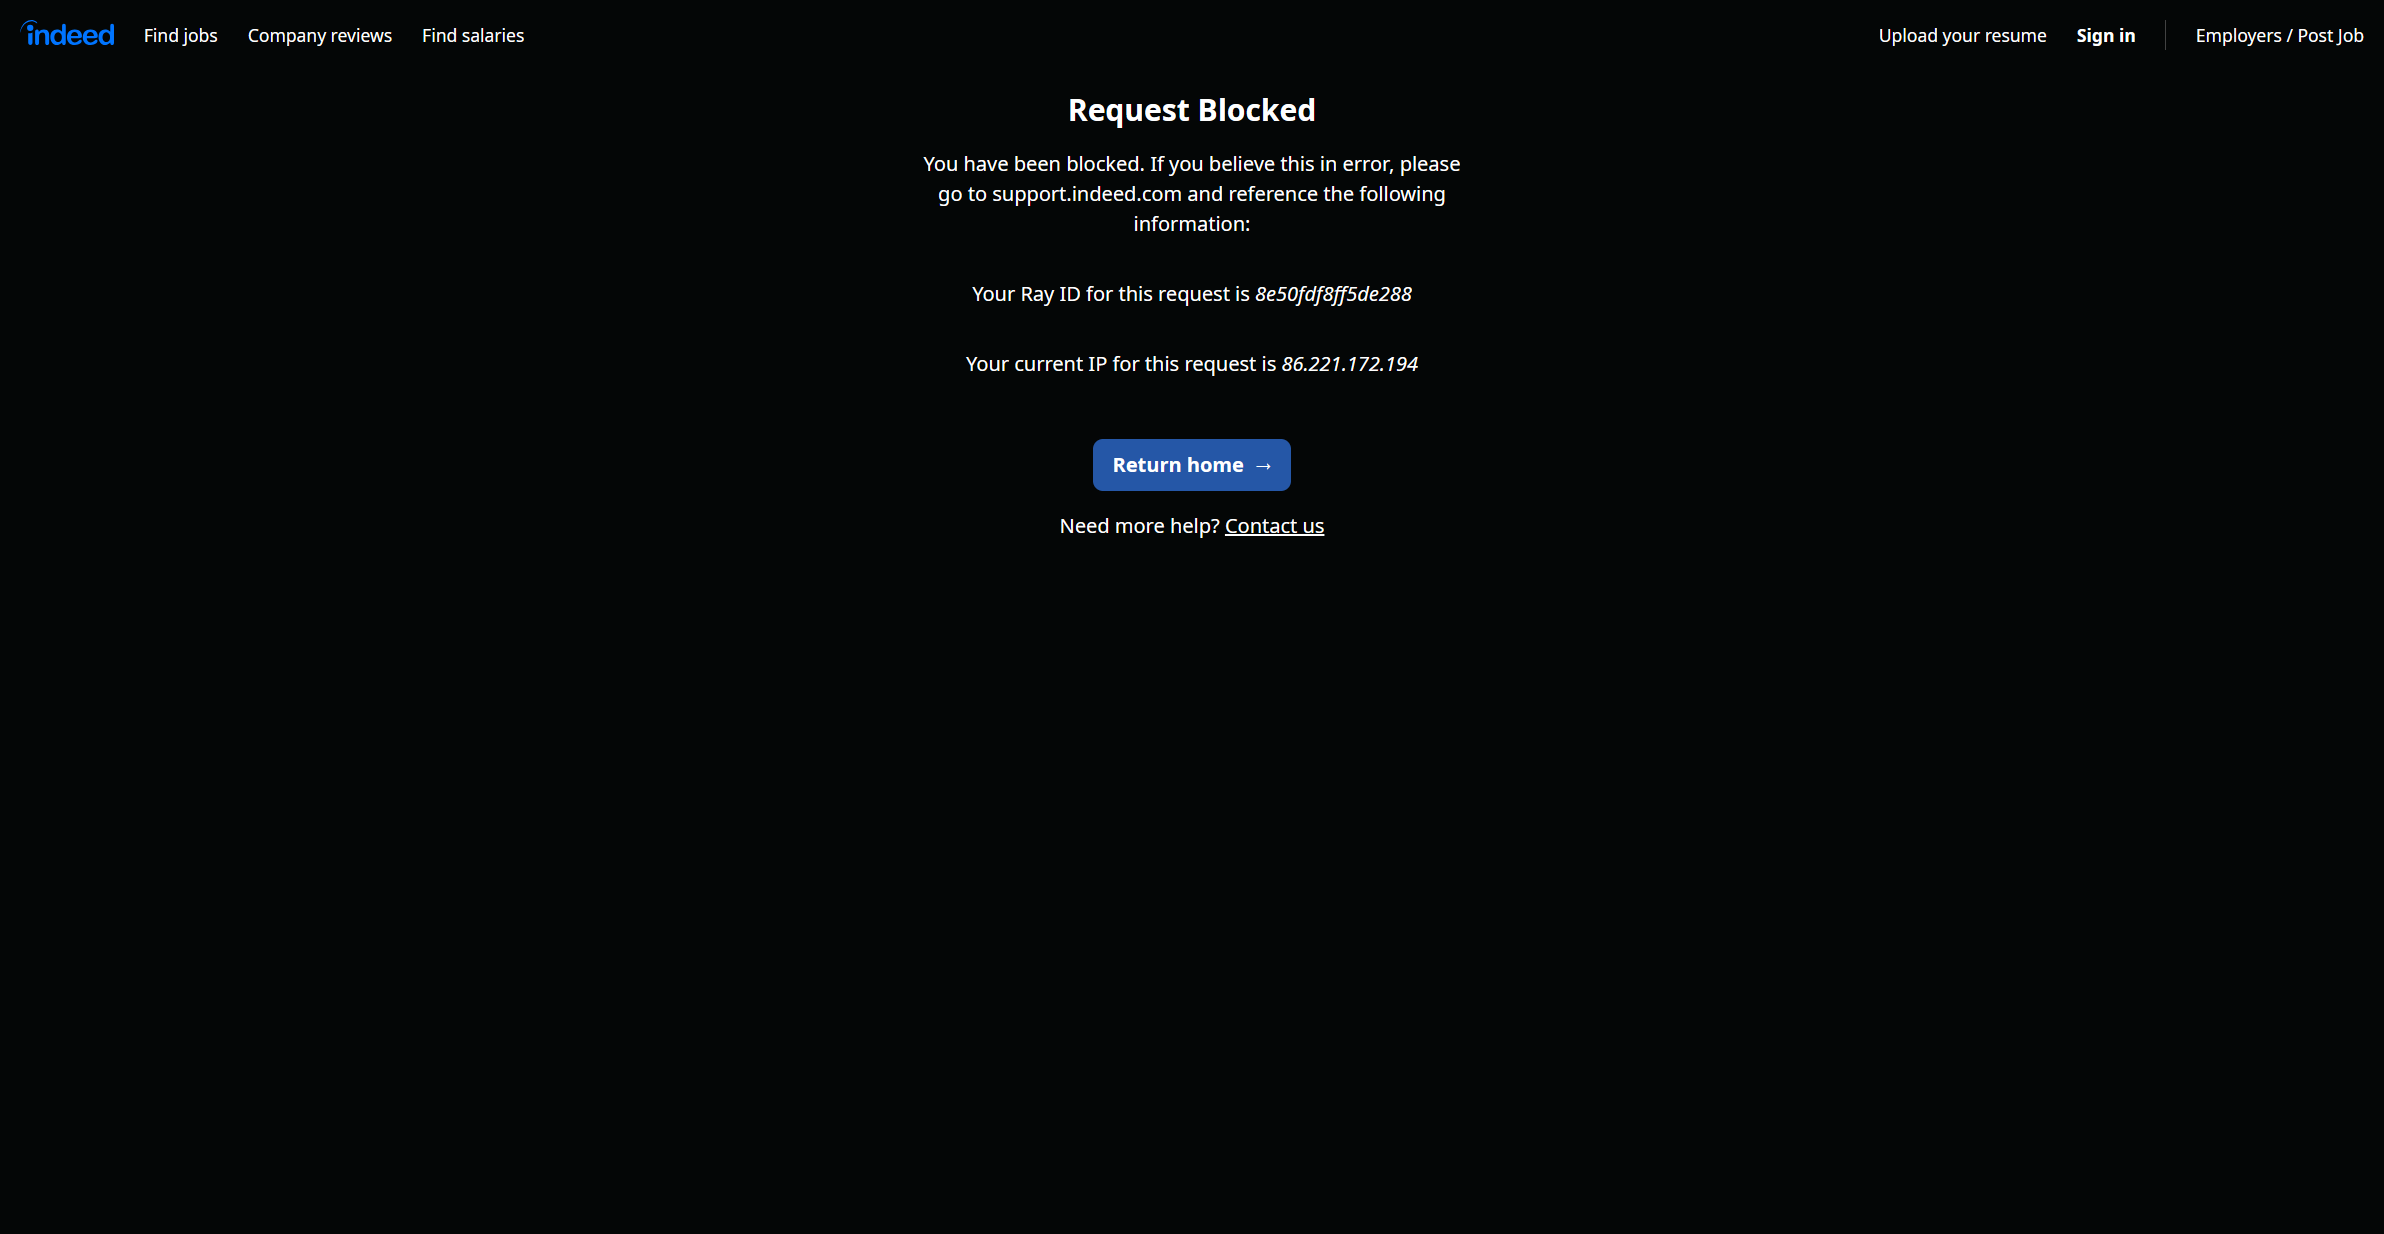 indeed Find jobs Company reviews Find salaries Upload your resume Sign in Employers / Post Job
Request Blocked
You have been blocked. If you believe this in error, please
go to support.indeed.com and reference the following
information:
Your Ray ID for this request is 8e50fdf8ff5de288
Your current IP for this request is 86.221.172.194
Return home →
Need more help? Contact us